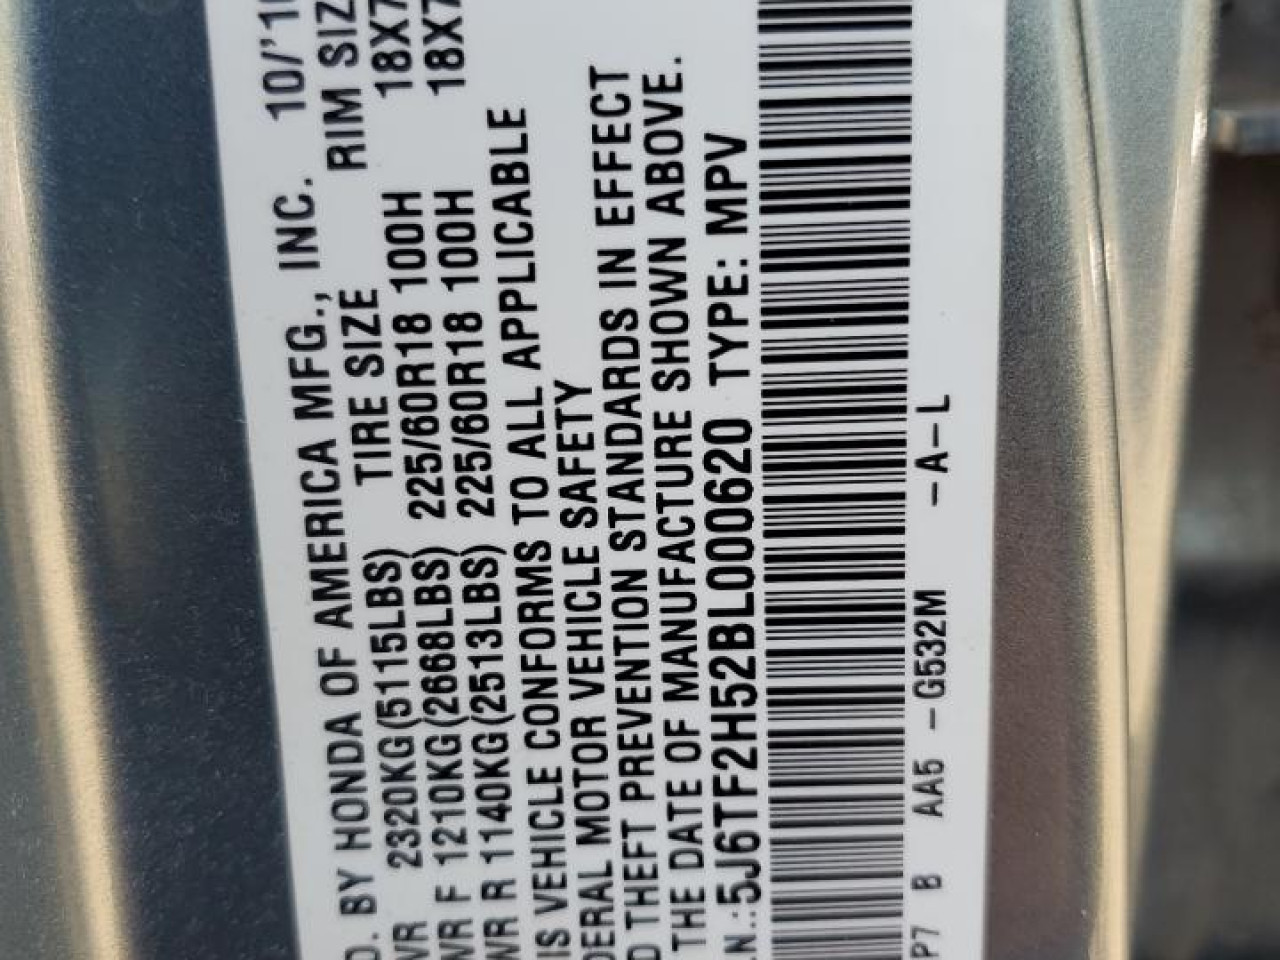 D. BY HONDA OF AMERICA MFG., INC. 10/'10
TIRE SIZE RIM SIZ
WR 2320KG(5115LBS)
WR F 1210KG(2668LBS) 225/60R18 100H 18X7
WR R 1140KG(2513LBS) 225/60R18 100H 18X7
IS VEHICLE CONFORMS TO ALL APPLICABLE
DERAL MOTOR VEHICLE SAFETY
D THEFT PREVENTION STANDARDS IN EFFECT
THE DATE OF MANUFACTURE SHOWN ABOVE.
.N.:5J6TF2H52BL000620 TYPE: MPV
P7 B AA5 -G532M -A-L